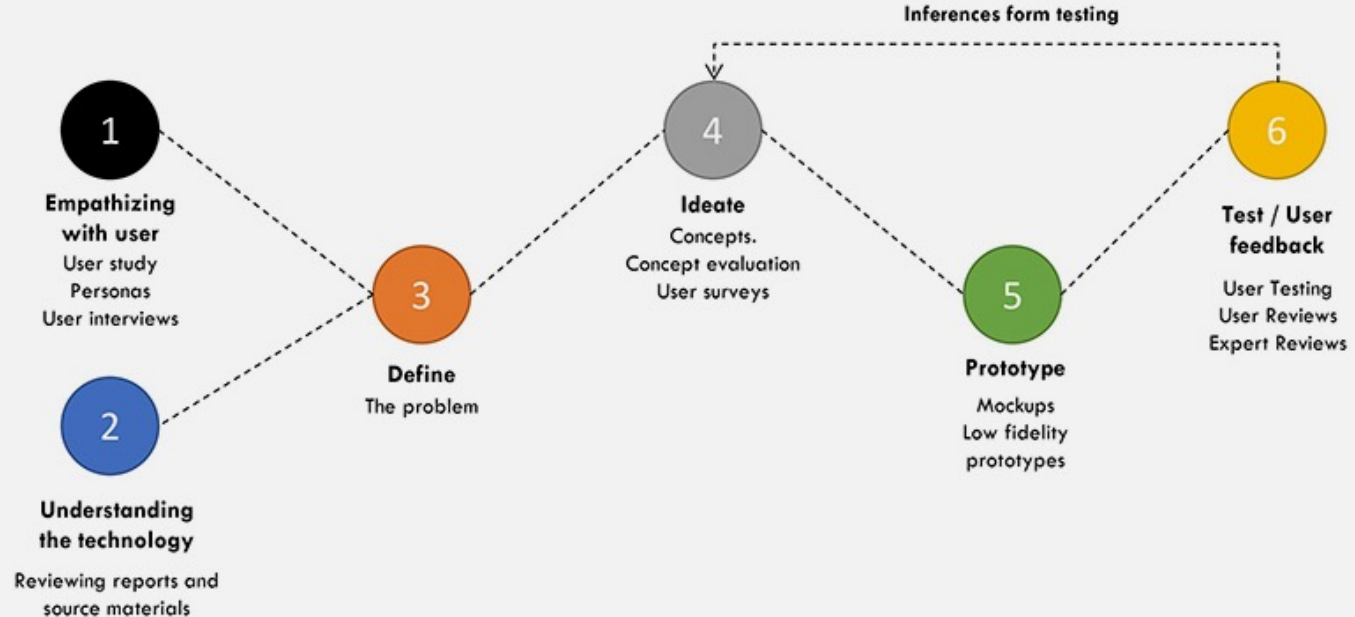 Inferences form testing
1
Empathizing
with user
User study
Personas
User interviews
2
Understanding
the technology
Reviewing reports and
source materials
3
Define
The problem
4
Ideate
Concepts.
Concept evaluation
User surveys
5
Prototype
Mockups
Low fidelity
prototypes
6
Test / User
feedback
User Testing
User Reviews
Expert Reviews